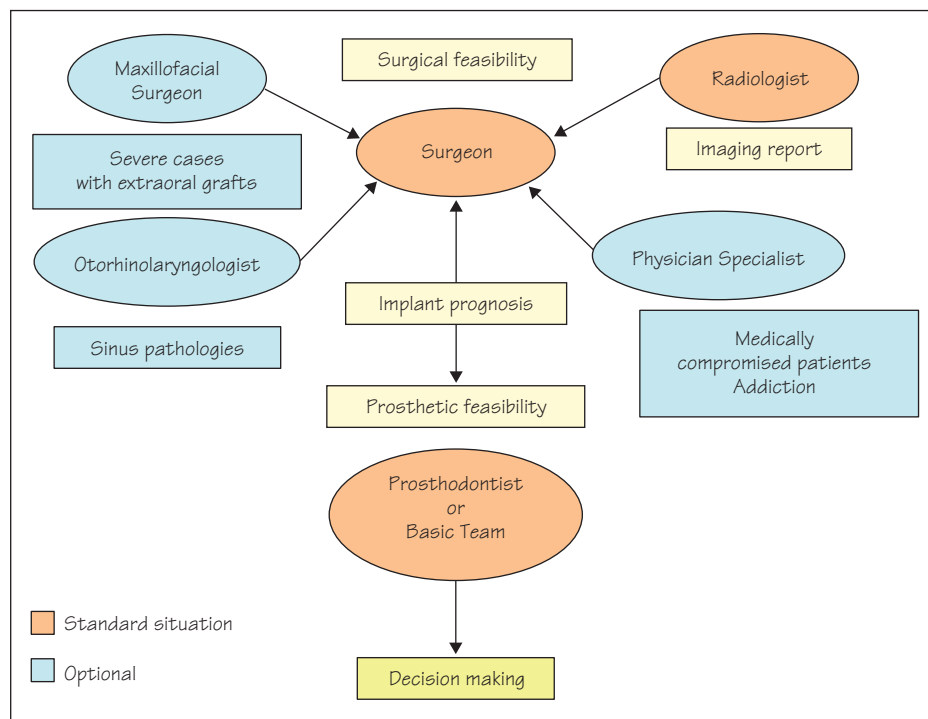 Maxillofacial
Surgeon
Surgical feasibility
Radiologist
Surgeon
Imaging report
Severe cases
with extraoral grafts
Otorhinolaryngologist
Physician Specialist
Implant prognosis
Sinus pathologies
Medically
compromised patients
Addiction
Prosthetic feasibility
Prosthodontist
or
Basic Team
Standard situation
Optional
Decision making